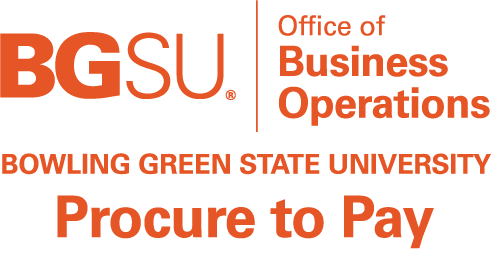 BGSU®
Office of
Business
Operations
BOWLING GREEN STATE UNIVERSITY
Procure to Pay